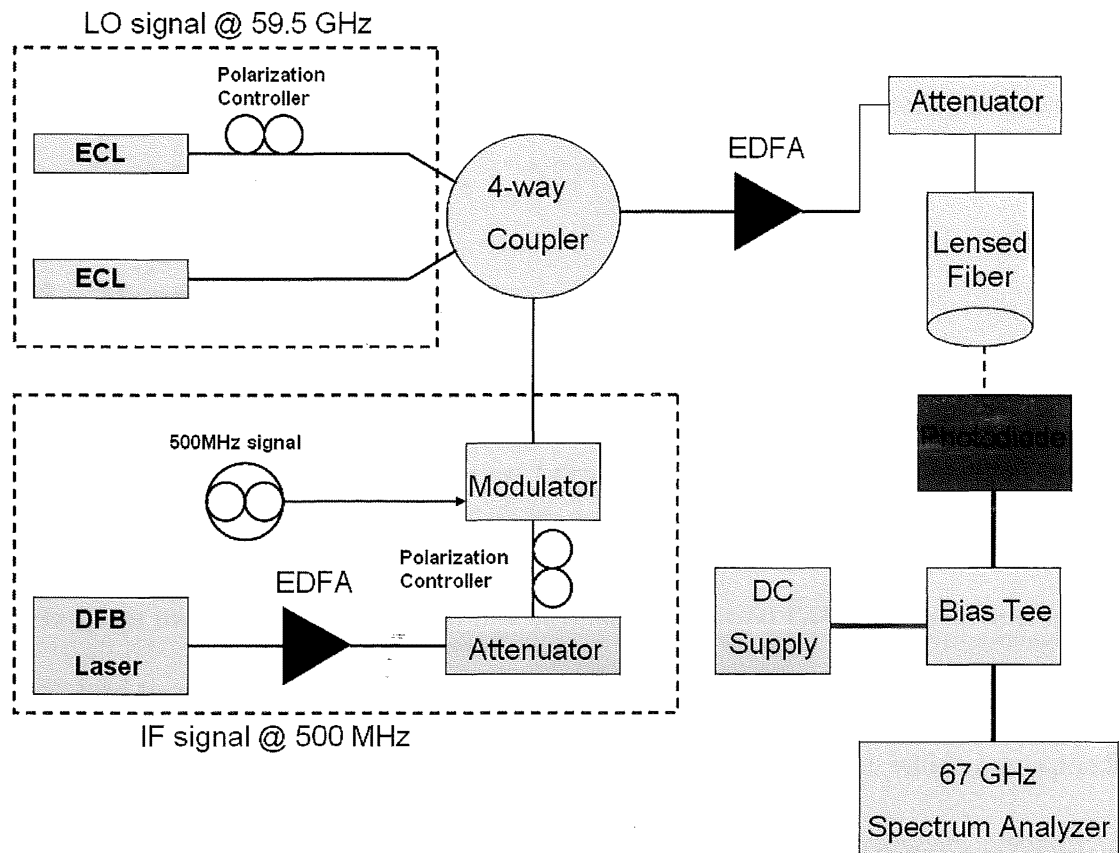 LO signal @ 59.5 GHz
Polarization
Controller
ECL
ECL
4-way
Coupler
EDFA
Attenuator
Lensed
Fiber
Photodiode
500MHz signal
Modulator
Polarization
Controller
EDFA
DFB
Laser
Attenuator
IF signal @ 500 MHz
DC
Supply
Bias Tee
67 GHz
Spectrum Analyzer